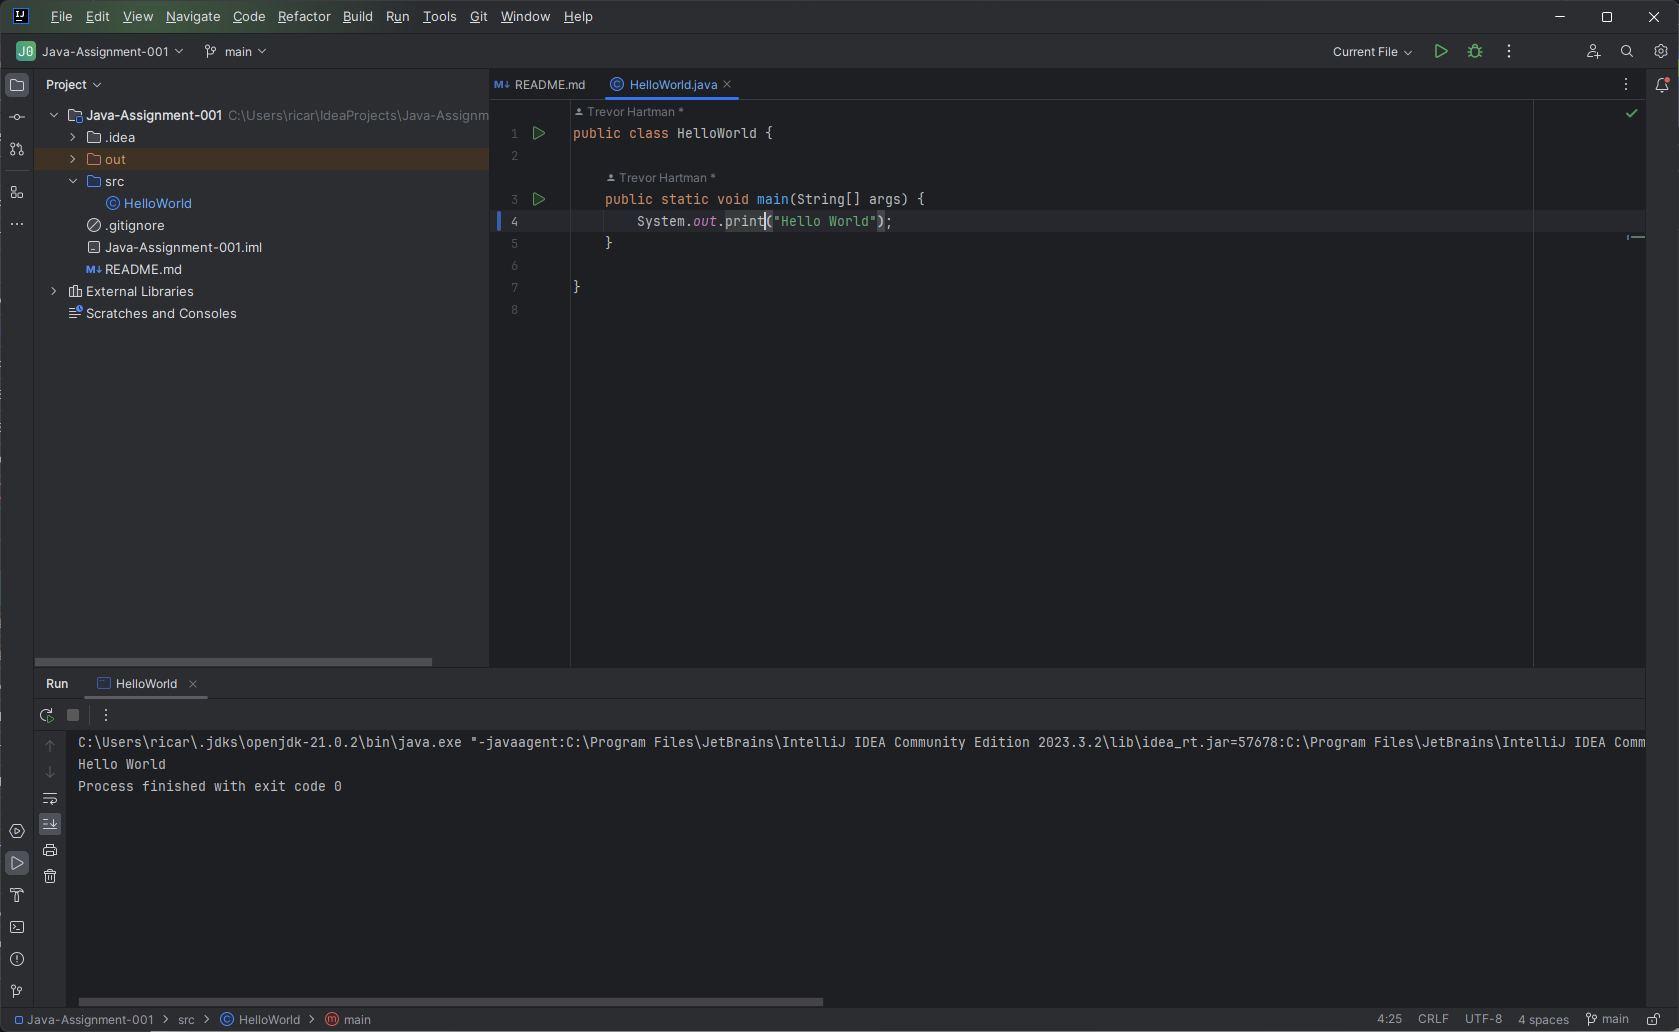 File Edit View Navigate Code Refactor Build Run Tools Git Window Help
J0 Java-Assignment-001 main Current File
Project
README.md HelloWorld.java
Java-Assignment-001 C:\Users\ricar\IdeaProjects\Java-Assignm
.idea
out
src
HelloWorld
.gitignore
Java-Assignment-001.iml
M↓ README.md
External Libraries
Scratches and Consoles
Trevor Hartman *
1 public class HelloWorld {
2
Trevor Hartman *
3 public static void main(String[] args) {
4 System.out.print("Hello World");
5 }
6
7 }
8
Run HelloWorld
C:\Users\ricar\.jdks\openjdk-21.0.2\bin\java.exe "-javaagent:C:\Program Files\JetBrains\IntelliJ IDEA Community Edition 2023.3.2\lib\idea_rt.jar=57678:C:\Program Files\JetBrains\IntelliJ IDEA Comm
Hello World
Process finished with exit code 0
Java-Assignment-001 > src > HelloWorld > main 4:25 CRLF UTF-8 4 spaces main